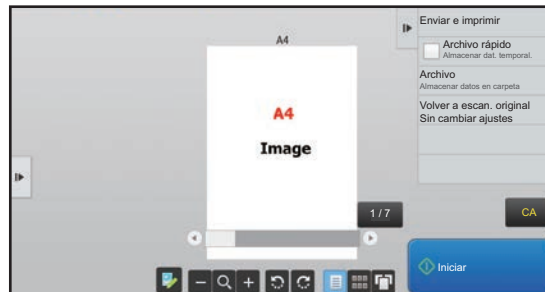 A4
A4
Image
1 / 7
Enviar e imprimir
Archivo rápido
Almacenar dat. temporal.
Archivo
Almacenar datos en carpeta
Volver a escan. original
Sin cambiar ajustes
CA
Iniciar